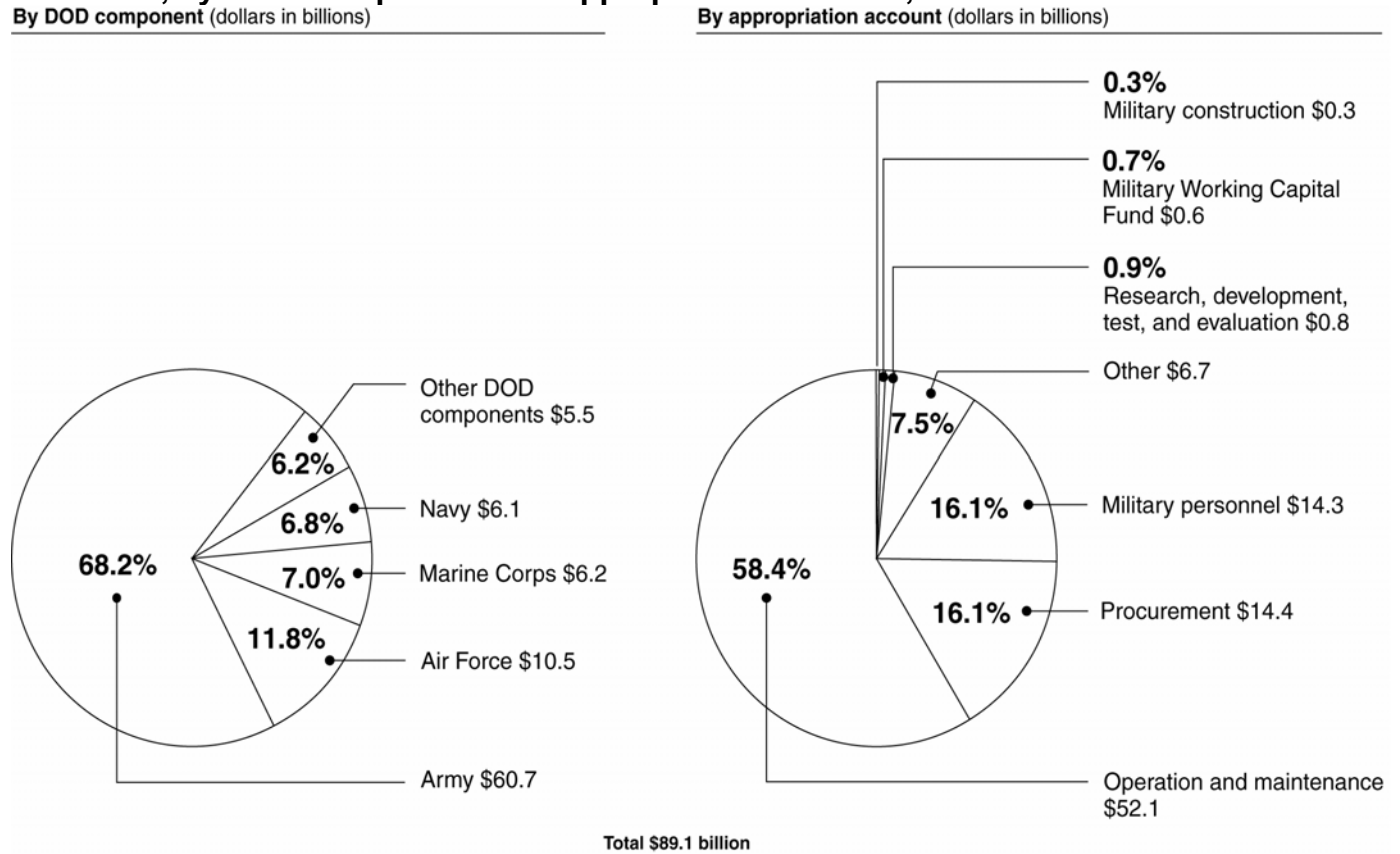 By DOD component (dollars in billions)
68.2%
6.2%
6.8%
7.0%
11.8%
Other DOD
components $5.5
Navy $6.1
Marine Corps $6.2
Air Force $10.5
Army $60.7
By appropriation account (dollars in billions)
0.3%
Military construction $0.3
0.7%
Military Working Capital
Fund $0.6
0.9%
Research, development,
test, and evaluation $0.8
Other $6.7
7.5%
16.1%
Military personnel $14.3
58.4%
16.1%
Procurement $14.4
Operation and maintenance
$52.1
Total $89.1 billion